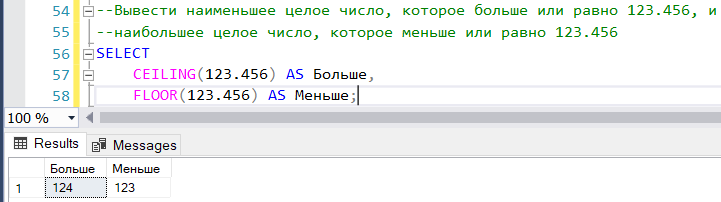 54 --Вывести наименьшее целое число, которое больше или равно 123.456, и
55 --наибольшее целое число, которое меньше или равно 123.456
56 SELECT
57 CEILING(123.456) AS Больше,
58 FLOOR(123.456) AS Меньше;
100 %
Results Messages
Больше Меньше
1 124 123